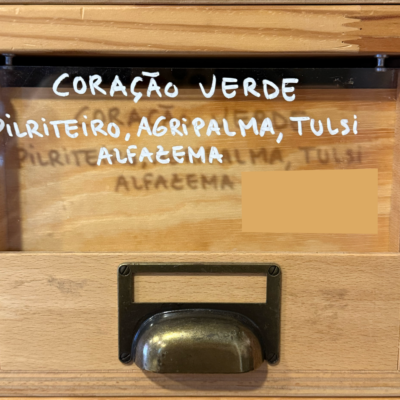 CORAÇÃO VERDE
PILRITEIRO, AGRIPALMA, TULSI
ALFAZEMA